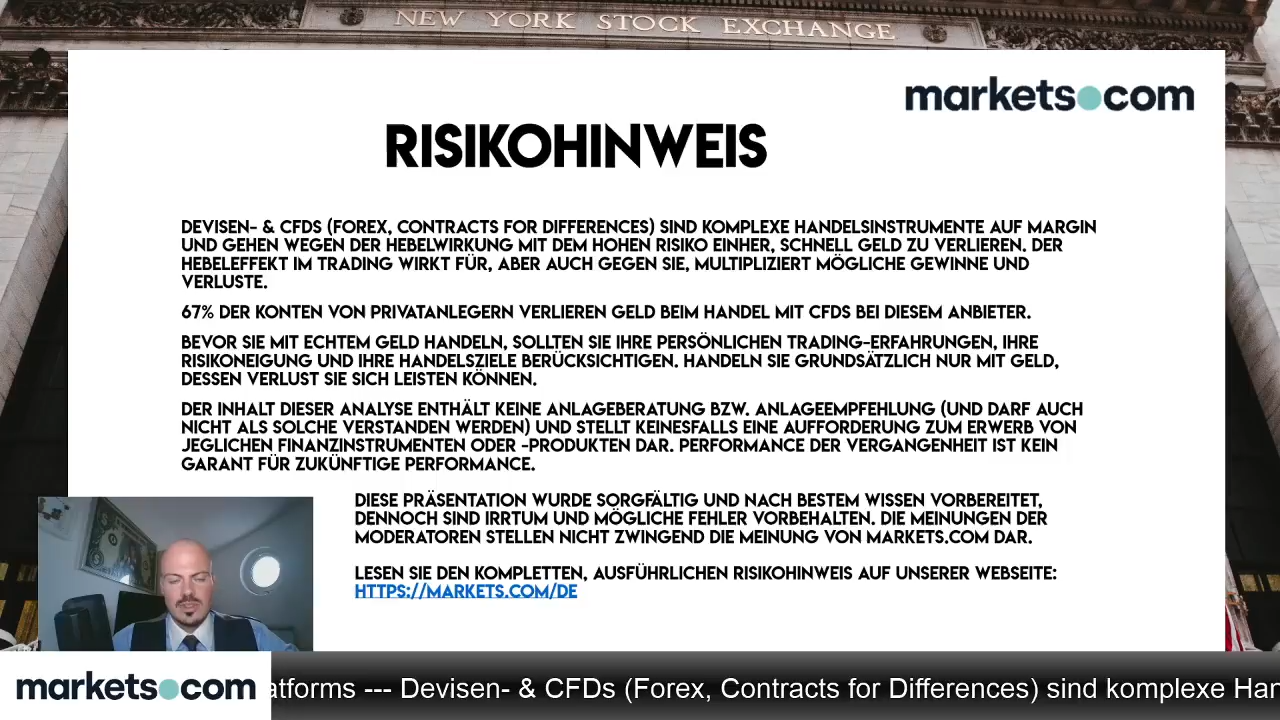 NEW YORK STOCK EXCHANGE
markets.com
RISIKOHINWEIS
DEVISEN- & CFDS (FOREX, CONTRACTS FOR DIFFERENCES) SIND KOMPLEXE HANDELSINSTRUMENTE AUF MARGIN
UND GEHEN WEGEN DER HEBELWIRKUNG MIT DEM HOHEN RISIKO EINHER, SCHNELL GELD ZU VERLIEREN. DER
HEBELEFFEKT IM TRADING WIRKT FÜR, ABER AUCH GEGEN SIE, MULTIPLIZIERT MÖGLICHE GEWINNE UND
VERLUSTE.
67% DER KONTEN VON PRIVATANLEGERN VERLIEREN GELD BEIM HANDEL MIT CFDS BEI DIESEM ANBIETER.
BEVOR SIE MIT ECHTEM GELD HANDELN, SOLLTEN SIE IHRE PERSÖNLICHEN TRADING-ERFAHRUNGEN, IHRE
RISIKONEIGUNG UND IHRE HANDELSZIELE BERÜCKSICHTIGEN. HANDELN SIE GRUNDSÄTZLICH NUR MIT GELD,
DESSEN VERLUST SIE SICH LEISTEN KÖNNEN.
DER INHALT DIESER ANALYSE ENTHÄLT KEINE ANLAGEBERATUNG BZW. ANLAGEEMPFEHLUNG (UND DARF AUCH
NICHT ALS SOLCHE VERSTANDEN WERDEN) UND STELLT KEINESFALLS EINE AUFFORDERUNG ZUM ERWERB VON
JEGLICHEN FINANZINSTRUMENTEN ODER -PRODUKTEN DAR. PERFORMANCE DER VERGANGENHEIT IST KEIN
GARANT FÜR ZUKÜNFTIGE PERFORMANCE.
DIESE PRÄSENTATION WURDE SORGFÄLTIG UND NACH BESTEM WISSEN VORBEREITET,
DENNOCH SIND IRRTUM UND MÖGLICHE FEHLER VORBEHALTEN. DIE MEINUNGEN DER
MODERATOREN STELLEN NICHT ZWINGEND DIE MEINUNG VON MARKETS.COM DAR.
LESEN SIE DEN KOMPLETTEN, AUSFÜHRLICHEN RISIKOHINWEIS AUF UNSERER WEBSEITE:
HTTPS://MARKETS.COM/DE
markets.com
atforms --- Devisen- & CFDs (Forex, Contracts for Differences) sind komplexe Har